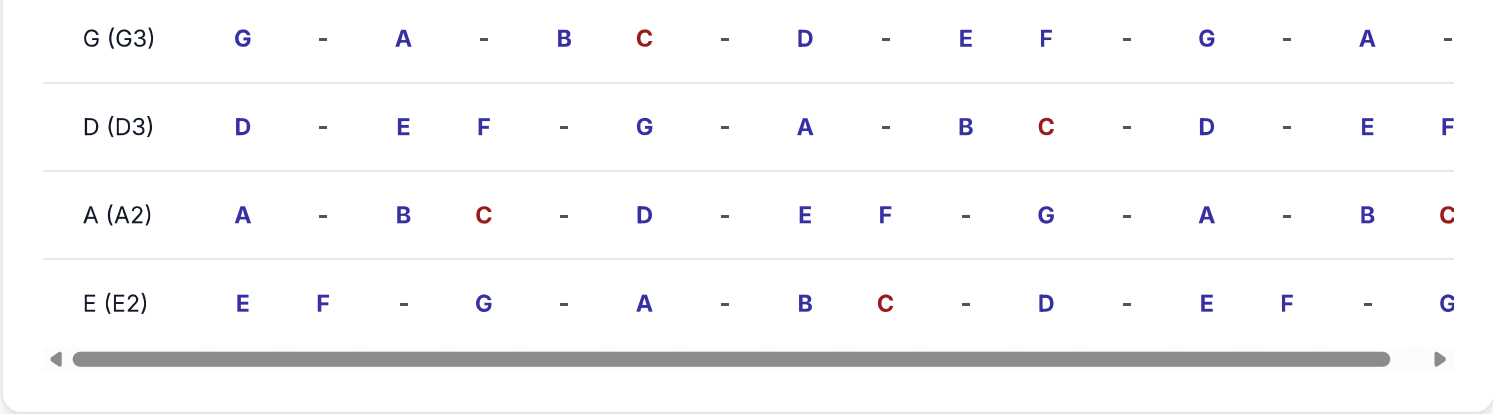 G (G3) G - A - B C - D - E F - G - A -
D (D3) D - E F - G - A - B C - D - E F
A (A2) A - B C - D - E F - G - A - B C
E (E2) E F - G - A - B C - D - E F - G